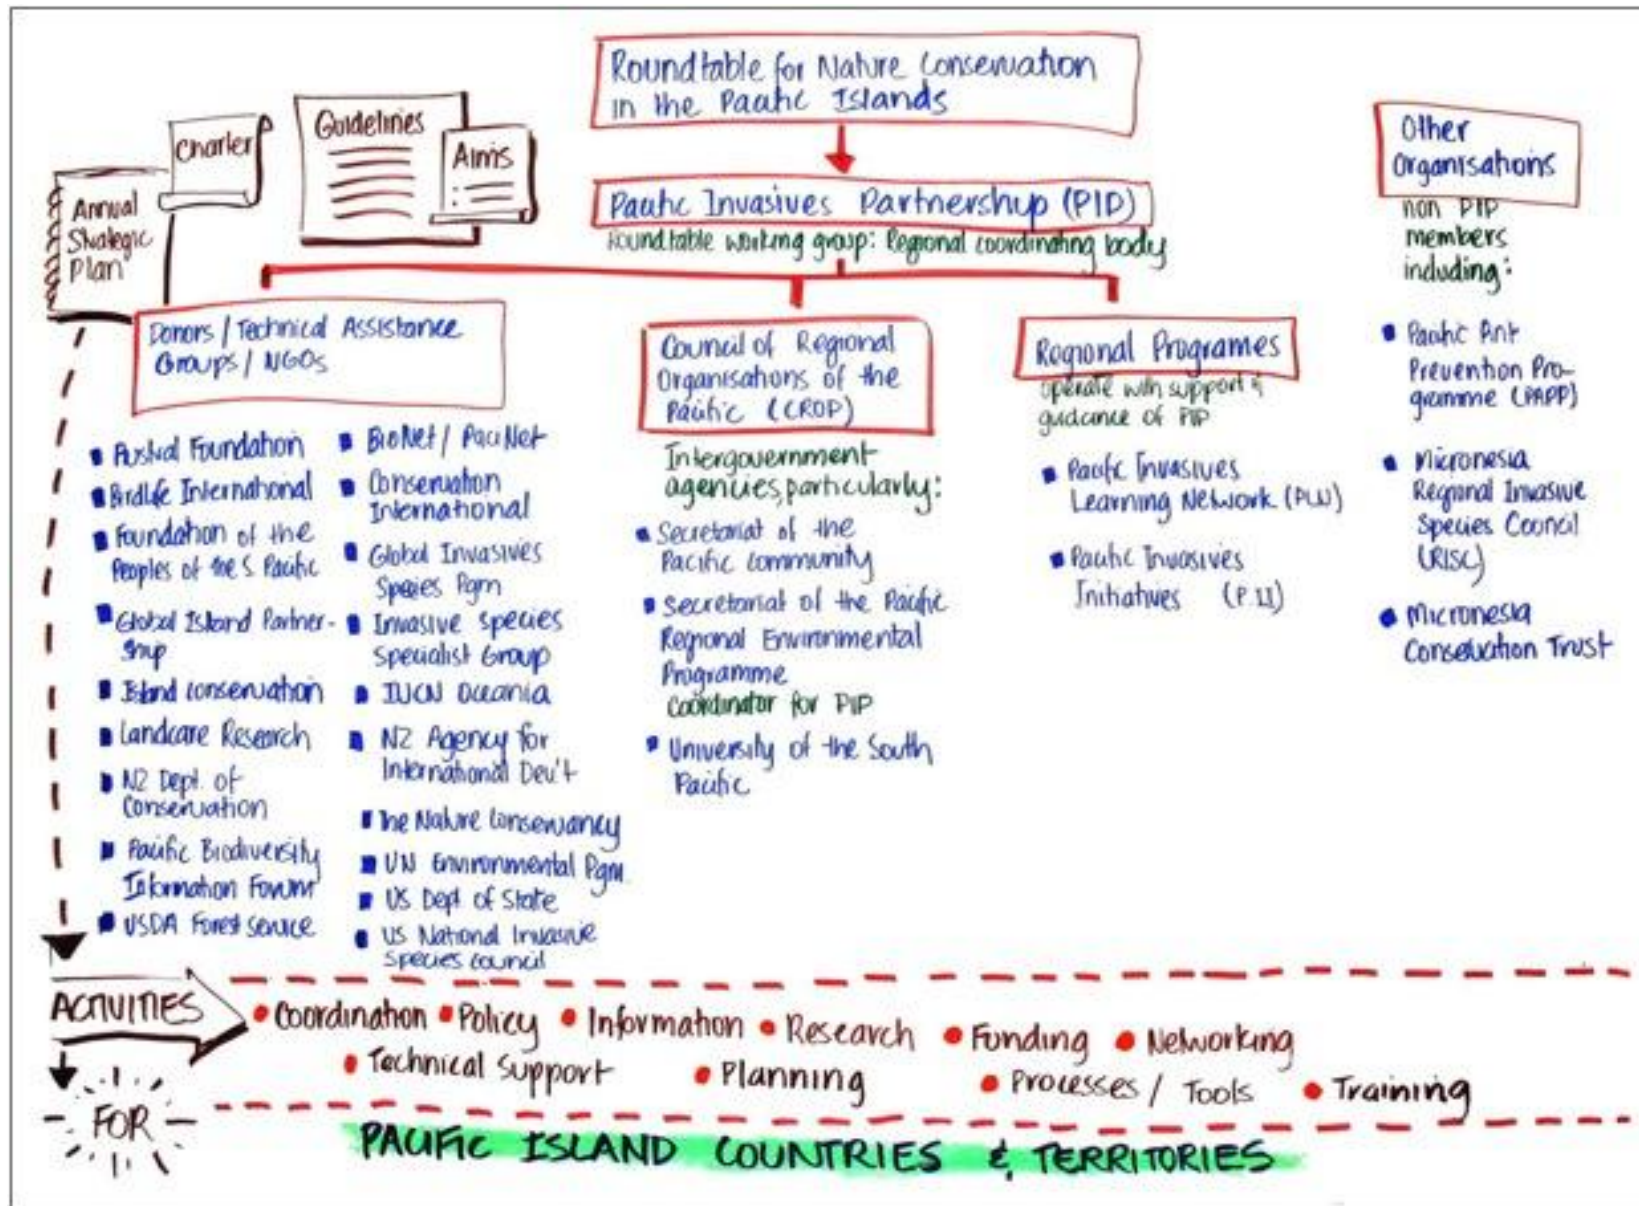 Roundtable for Nature Conservation
in the Pacific Islands
Charter
Guidelines
Aims
Annual
Strategic
Plan
Pacific Invasives Partnership (PIP)
Roundtable working group: Regional coordinating body
Other
Organisations
non PIP
members
including:
Pacific Ant
Prevention Pro-
gramme (PAPP)
Micronesia
Regional Invasive
Species Council
(RISC)
Micronesia
Conservation Trust
Donors / Technical Assistance
Groups / NGOs
Austral Foundation
Birdlife International
Foundation of the
Peoples of the S. Pacific
Global Island Partner-
ship
Island conservation
Landcare Research
NZ Dept. of
Conservation
Pacific Biodiversity
Information Forum
USDA Forest Service
BioNet / PaciNet
Conservation
International
Global Invasives
Species Pgm
Invasive species
Specialist Group
IUCN Oceania
NZ Agency for
International Dev't
The Nature Conservancy
UN Environmental Pgm
US Dept. of State
US National Invasive
Species council
Council of Regional
Organisations of the
Pacific (CROP)
Intergovernment
agencies, particularly:
Secretariat of the
Pacific Community
Secretariat of the Pacific
Regional Environmental
Programme
Coordinator for PIP
University of the South
Pacific
Regional Programes
operate with support &
guidance of PIP
Pacific Invasives
Learning Network (PLN)
Pacific Invasives
Initiatives (P.II)
ACTIVITIES
Coordination Policy Information Research Funding Networking
Technical Support Planning Processes / Tools Training
FOR
PACIFIC ISLAND COUNTRIES & TERRITORIES